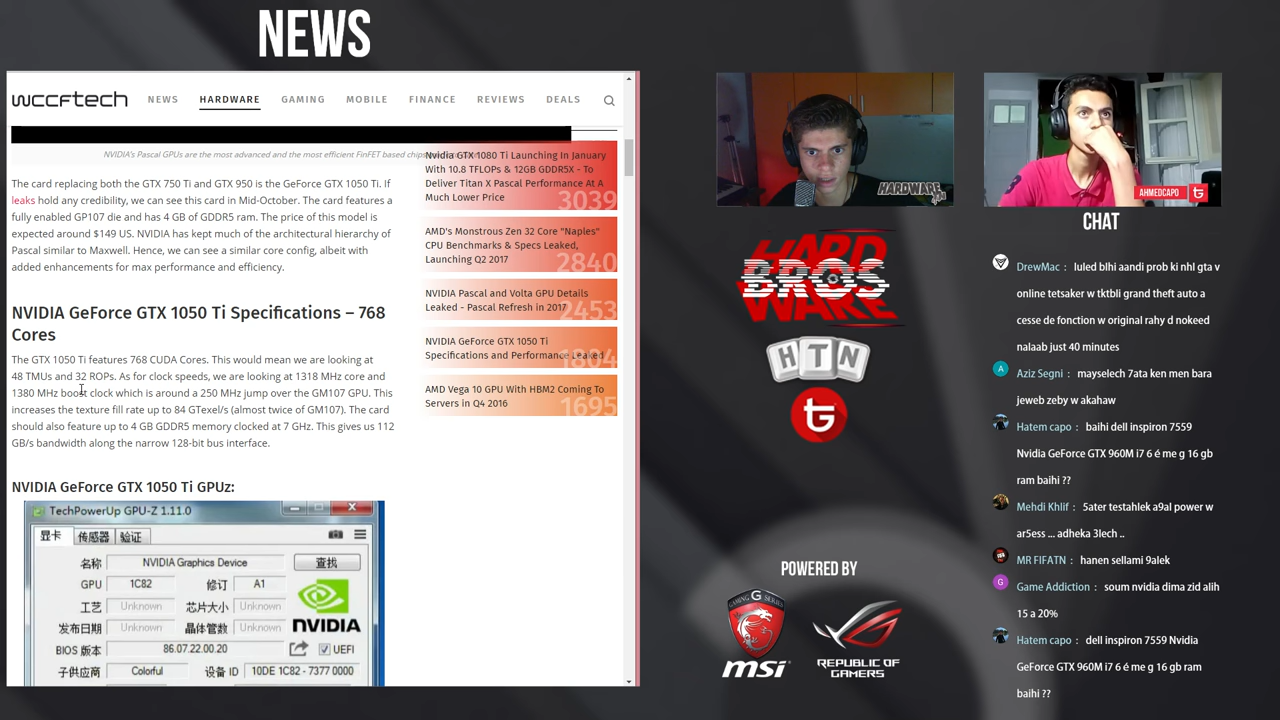 NEWS
wccftech
NEWS
HARDWARE
GAMING
MOBILE
FINANCE
REVIEWS
DEALS
NVIDIA's Pascal GPUs are the most advanced and the most efficient FinFET based chips
The card replacing both the GTX 750 Ti and GTX 950 is the GeForce GTX 1050 Ti. If
leaks hold any credibility, we can see this card in Mid-October. The card features a
fully enabled GP107 die and has 4 GB of GDDR5 ram. The price of this model is
expected around $149 US. NVIDIA has kept much of the architectural hierarchy of
Pascal similar to Maxwell. Hence, we can see a similar core config, albeit with
added enhancements for max performance and efficiency.
NVIDIA GeForce GTX 1050 Ti Specifications – 768
Cores
The GTX 1050 Ti features 768 CUDA Cores. This would mean we are looking at
48 TMUs and 32 ROPs. As for clock speeds, we are looking at 1318 MHz core and
1380 MHz boost clock which is around a 250 MHz jump over the GM107 GPU. This
increases the texture fill rate up to 84 GTexel/s (almost twice of GM107). The card
should also feature up to 4 GB GDDR5 memory clocked at 7 GHz. This gives us 112
GB/s bandwidth along the narrow 128-bit bus interface.
NVIDIA GeForce GTX 1050 Ti GPUz:
TechPowerUp GPU-Z 1.11.0
显卡 传感器 验证
名称 NVIDIA Graphics Device 查找
GPU 1C82 修订 A1
工艺 Unknown 芯片大小 Unknown
发布日期 Unknown 晶体管数 Unknown
NVIDIA
BIOS 版本 86.07.22.00.20 UEFI
子供应商 Colorful 设备 ID 10DE 1C82 - 7377 0000
Nvidia GTX 1080 Ti Launching In January
With 10.8 TFLOPS & 12GB GDDR5X - To
Deliver Titan X Pascal Performance At A
Much Lower Price
3039
AMD's Monstrous Zen 32 Core "Naples"
CPU Benchmarks & Specs Leaked,
Launching Q2 2017
2840
NVIDIA Pascal and Volta GPU Details
Leaked - Pascal Refresh in 2017
2453
NVIDIA GeForce GTX 1050 Ti
Specifications and Performance Leaked
1804
AMD Vega 10 GPU With HBM2 Coming To
Servers in Q4 2016
1695
HARDWARE
AHMEDCAPO
HARD
BROS
WARE
HTN
POWERED BY
GAMING G SERIES
msi
REPUBLIC OF
GAMERS
CHAT
DrewMac : luled blhi aandi prob ki nhl gta v
online tetsaker w tktbli grand theft auto a
cesse de fonction w original rahy d nokeed
nalaab just 40 minutes
A
Aziz Segni : mayselech 7ata ken men bara
jeweb zeby w akahaw
Hatem capo : baihi dell inspiron 7559
Nvidia GeForce GTX 960M i7 6 é me g 16 gb
ram baihi ??
Mehdi Khlif : 5ater testahlek a9al power w
ar5ess ... adheka 3lech ..
MR FIFATN : hanen sellami 9alek
G
Game Addiction : soum nvidia dima zid alih
15 a 20%
Hatem capo : dell inspiron 7559 Nvidia
GeForce GTX 960M i7 6 é me g 16 gb ram
baihi ??